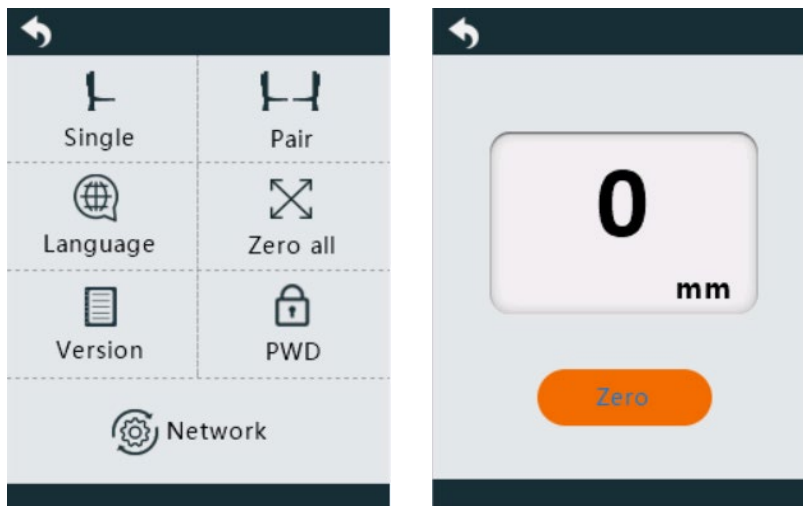 Single
Pair
Language
Zero all
Version
PWD
Network
0
mm
Zero